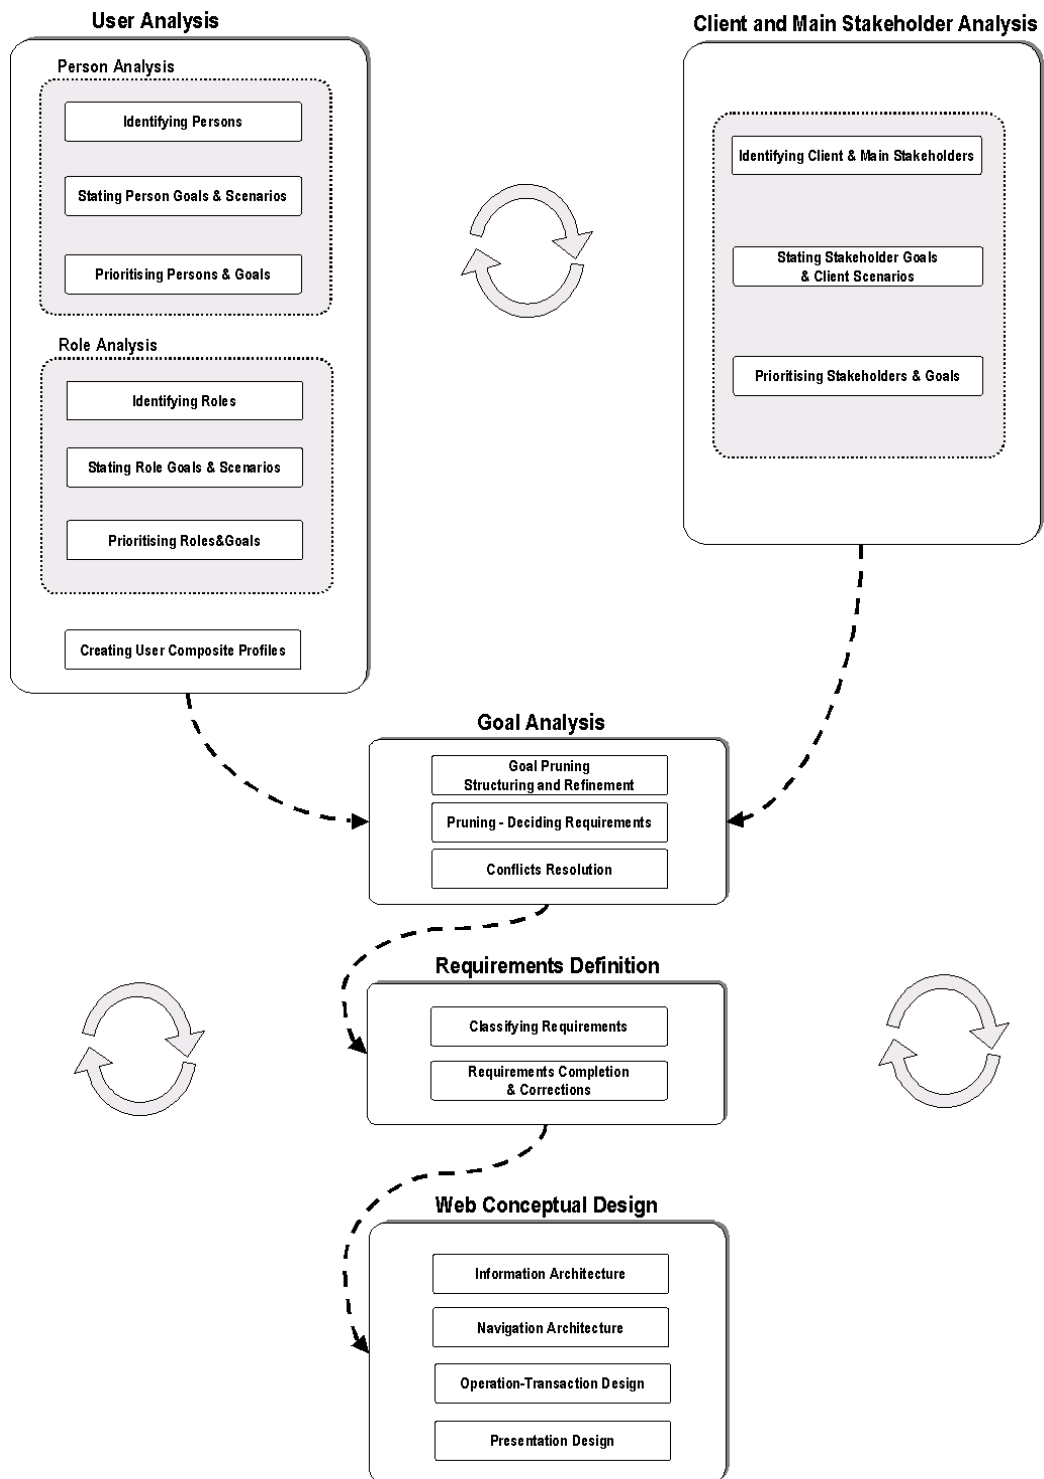 User Analysis
Person Analysis
Identifying Persons
Stating Person Goals & Scenarios
Prioritising Persons & Goals
Role Analysis
Identifying Roles
Stating Role Goals & Scenarios
Prioritising Roles&Goals
Creating User Composite Profiles
Client and Main Stakeholder Analysis
Identifying Client & Main Stakeholders
Stating Stakeholder Goals
& Client Scenarios
Prioritising Stakeholders & Goals
Goal Analysis
Goal Pruning
Structuring and Refinement
Pruning - Deciding Requirements
Conflicts Resolution
Requirements Definition
Classifying Requirements
Requirements Completion
& Corrections
Web Conceptual Design
Information Architecture
Navigation Architecture
Operation-Transaction Design
Presentation Design